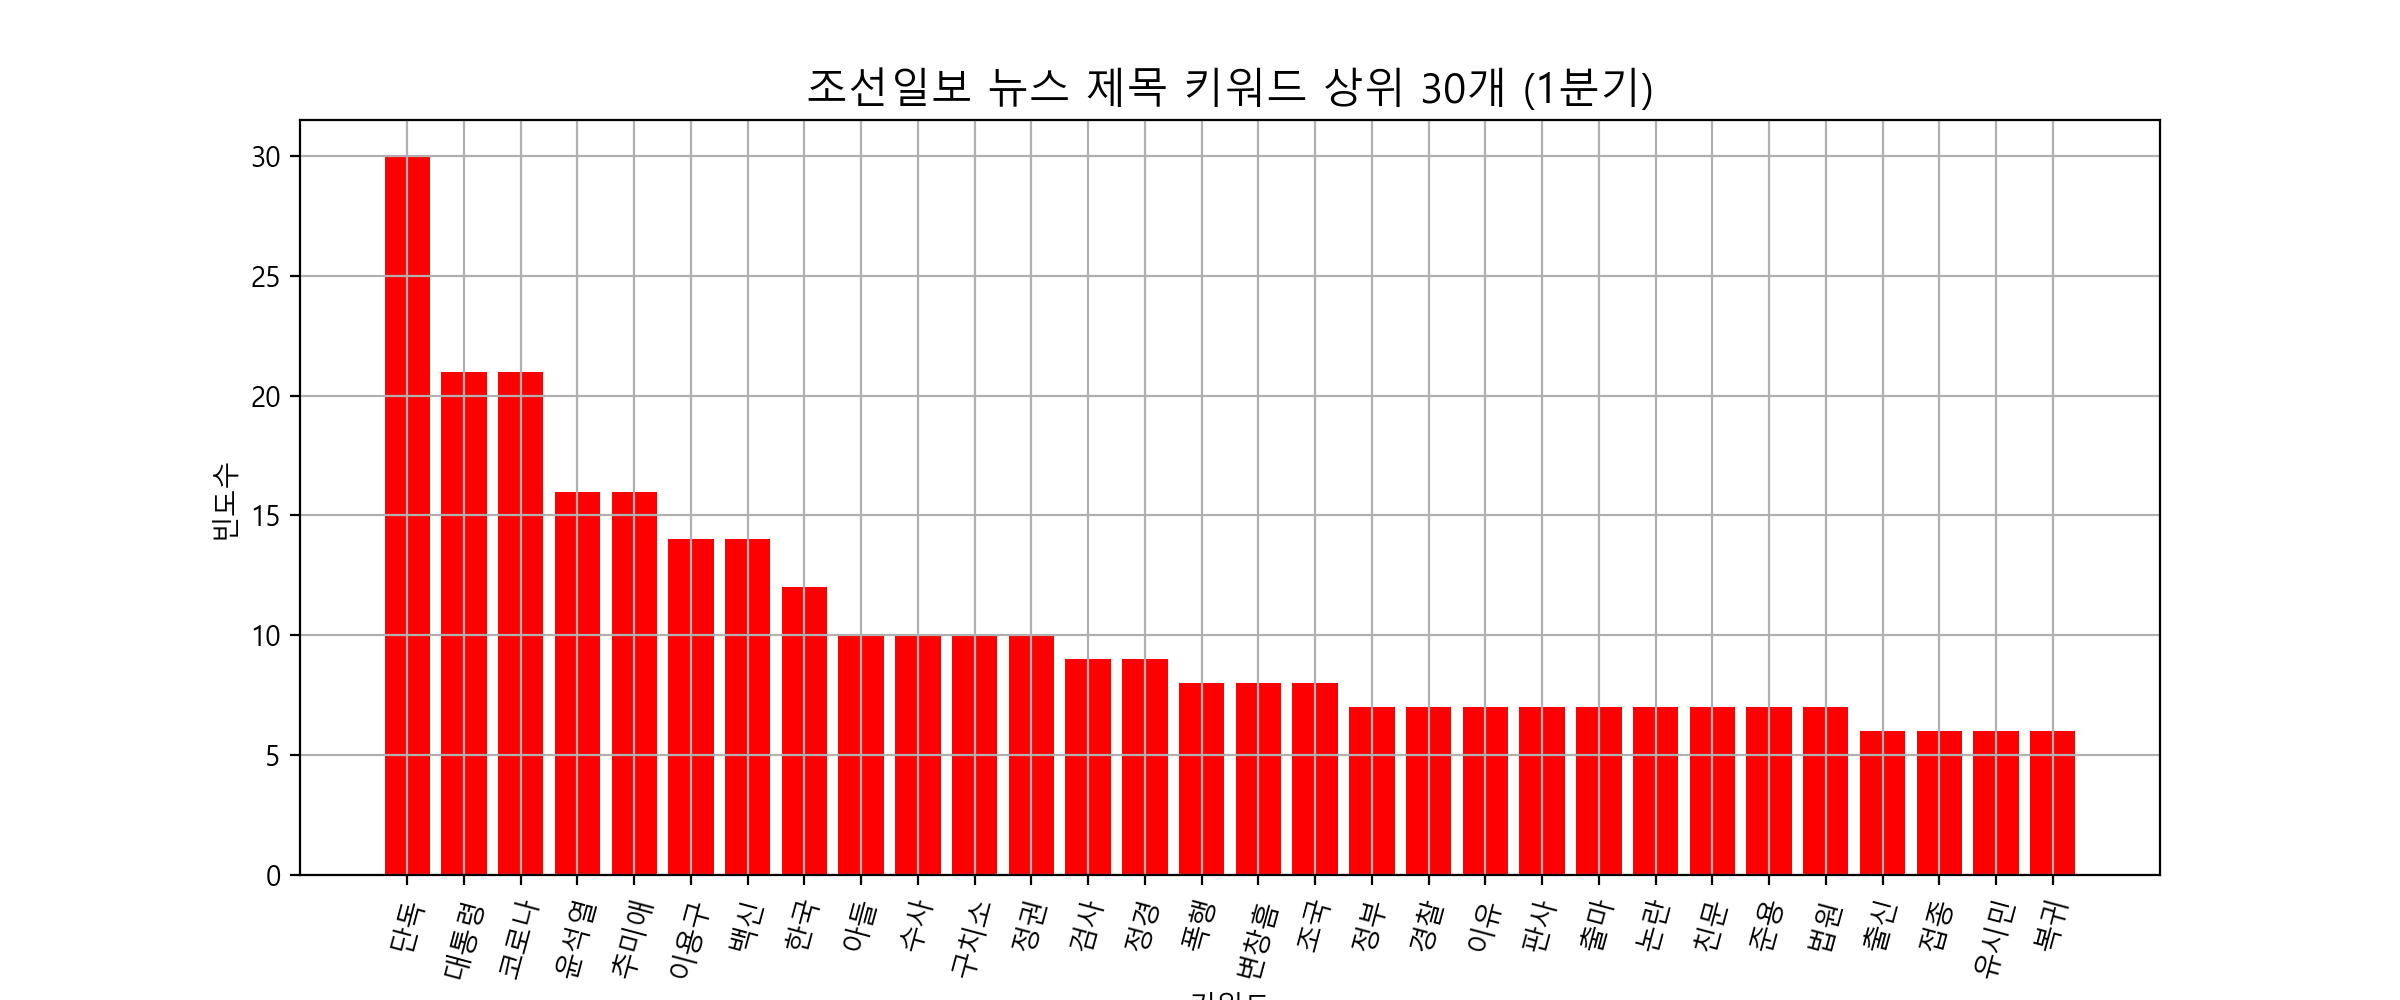 조선일보 뉴스 제목 키워드 상위 30개 (1분기)
빈도수
30
25
20
15
10
5
0
단독 대통령 코로나 윤석열 추미애 이용구 백신 한국 아들 수사 구치소 정권 검사 정경 폭행 변창흠 조국 정부 경찰 이유 판사 출마 논란 친문 준용 법원 출신 접종 유시민 복귀